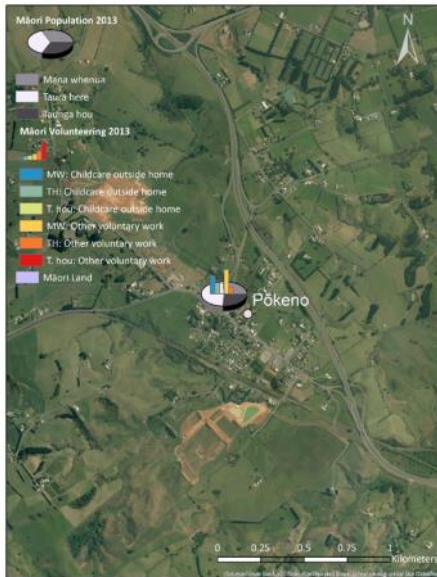 Māori Population 2013
Mana whenua
Taura here
Taunga hou
Māori Volunteering 2013
MW: Childcare outside home
TH: Childcare outside home
T. hou: Childcare outside home
MW: Other voluntary work
TH: Other voluntary work
T. hou: Other voluntary work
Māori Land
N
Pōkeno
0 0.25 0.5 0.75 1
Kilometers